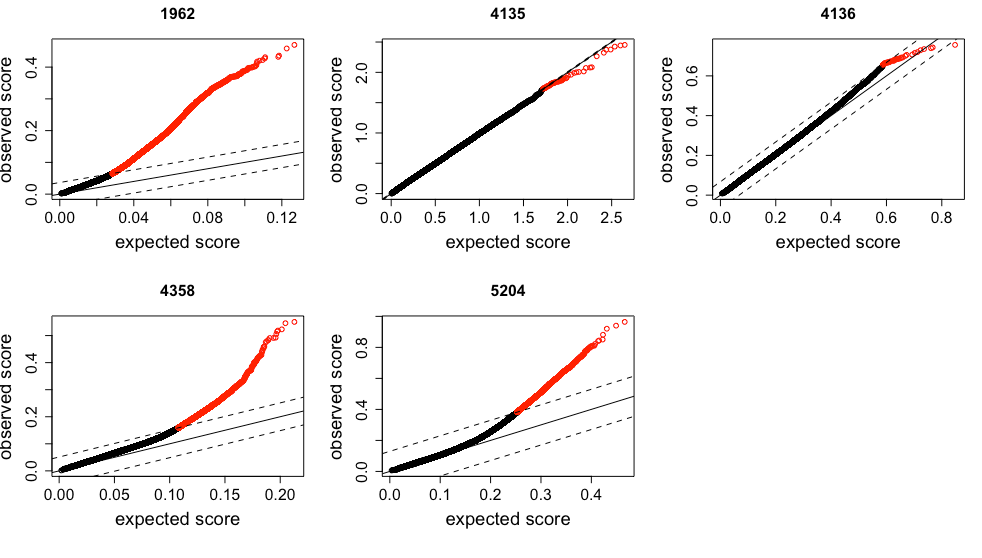 1962
observed score
0.0 0.2 0.4
0.00 0.04 0.08 0.12
expected score
4135
observed score
0.0 1.0 2.0
0.0 0.5 1.0 1.5 2.0 2.5
expected score
4136
observed score
0.0 0.2 0.4 0.6
0.0 0.2 0.4 0.6 0.8
expected score
4358
observed score
0.0 0.2 0.4
0.00 0.05 0.10 0.15 0.20
expected score
5204
observed score
0.0 0.4 0.8
0.0 0.1 0.2 0.3 0.4
expected score